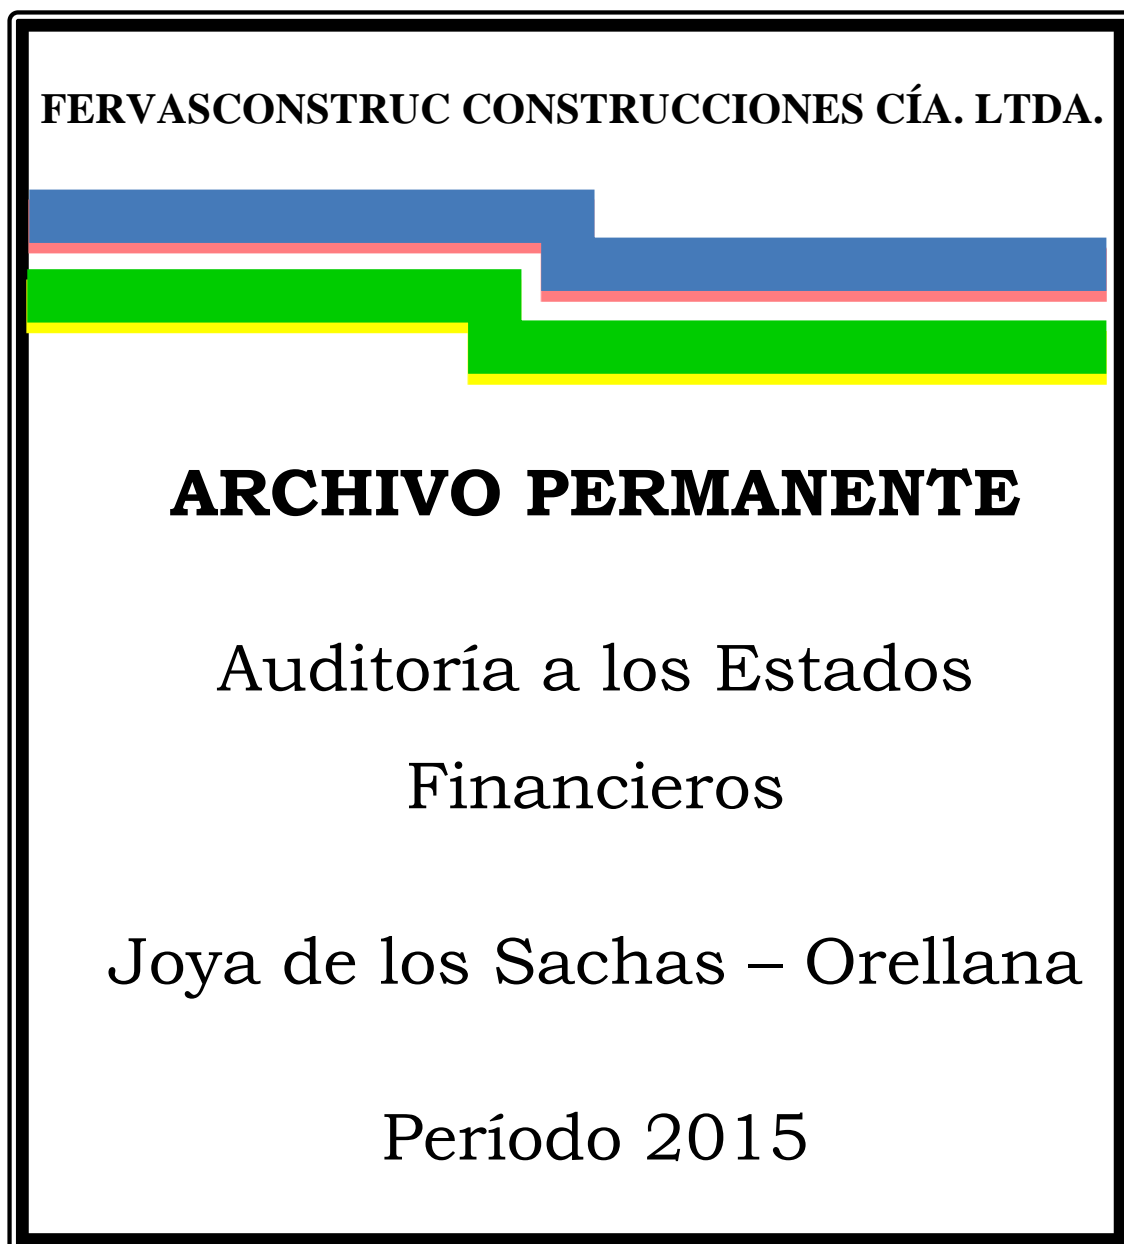 FERVASCONSTRUC CONSTRUCCIONES CÍA. LTDA.
ARCHIVO PERMANENTE
Auditoría a los Estados
Financieros
Joya de los Sachas – Orellana
Período 2015